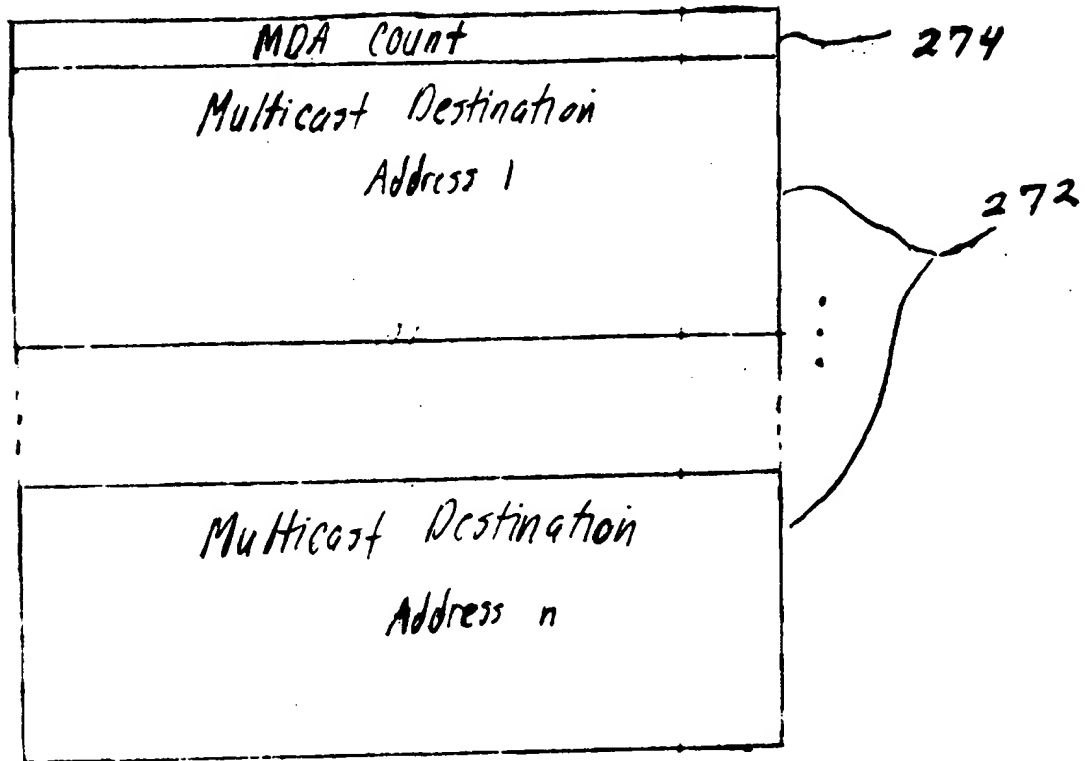 MDA Count
274
Multicast Destination
Address 1
272
Multicast Destination
Address n